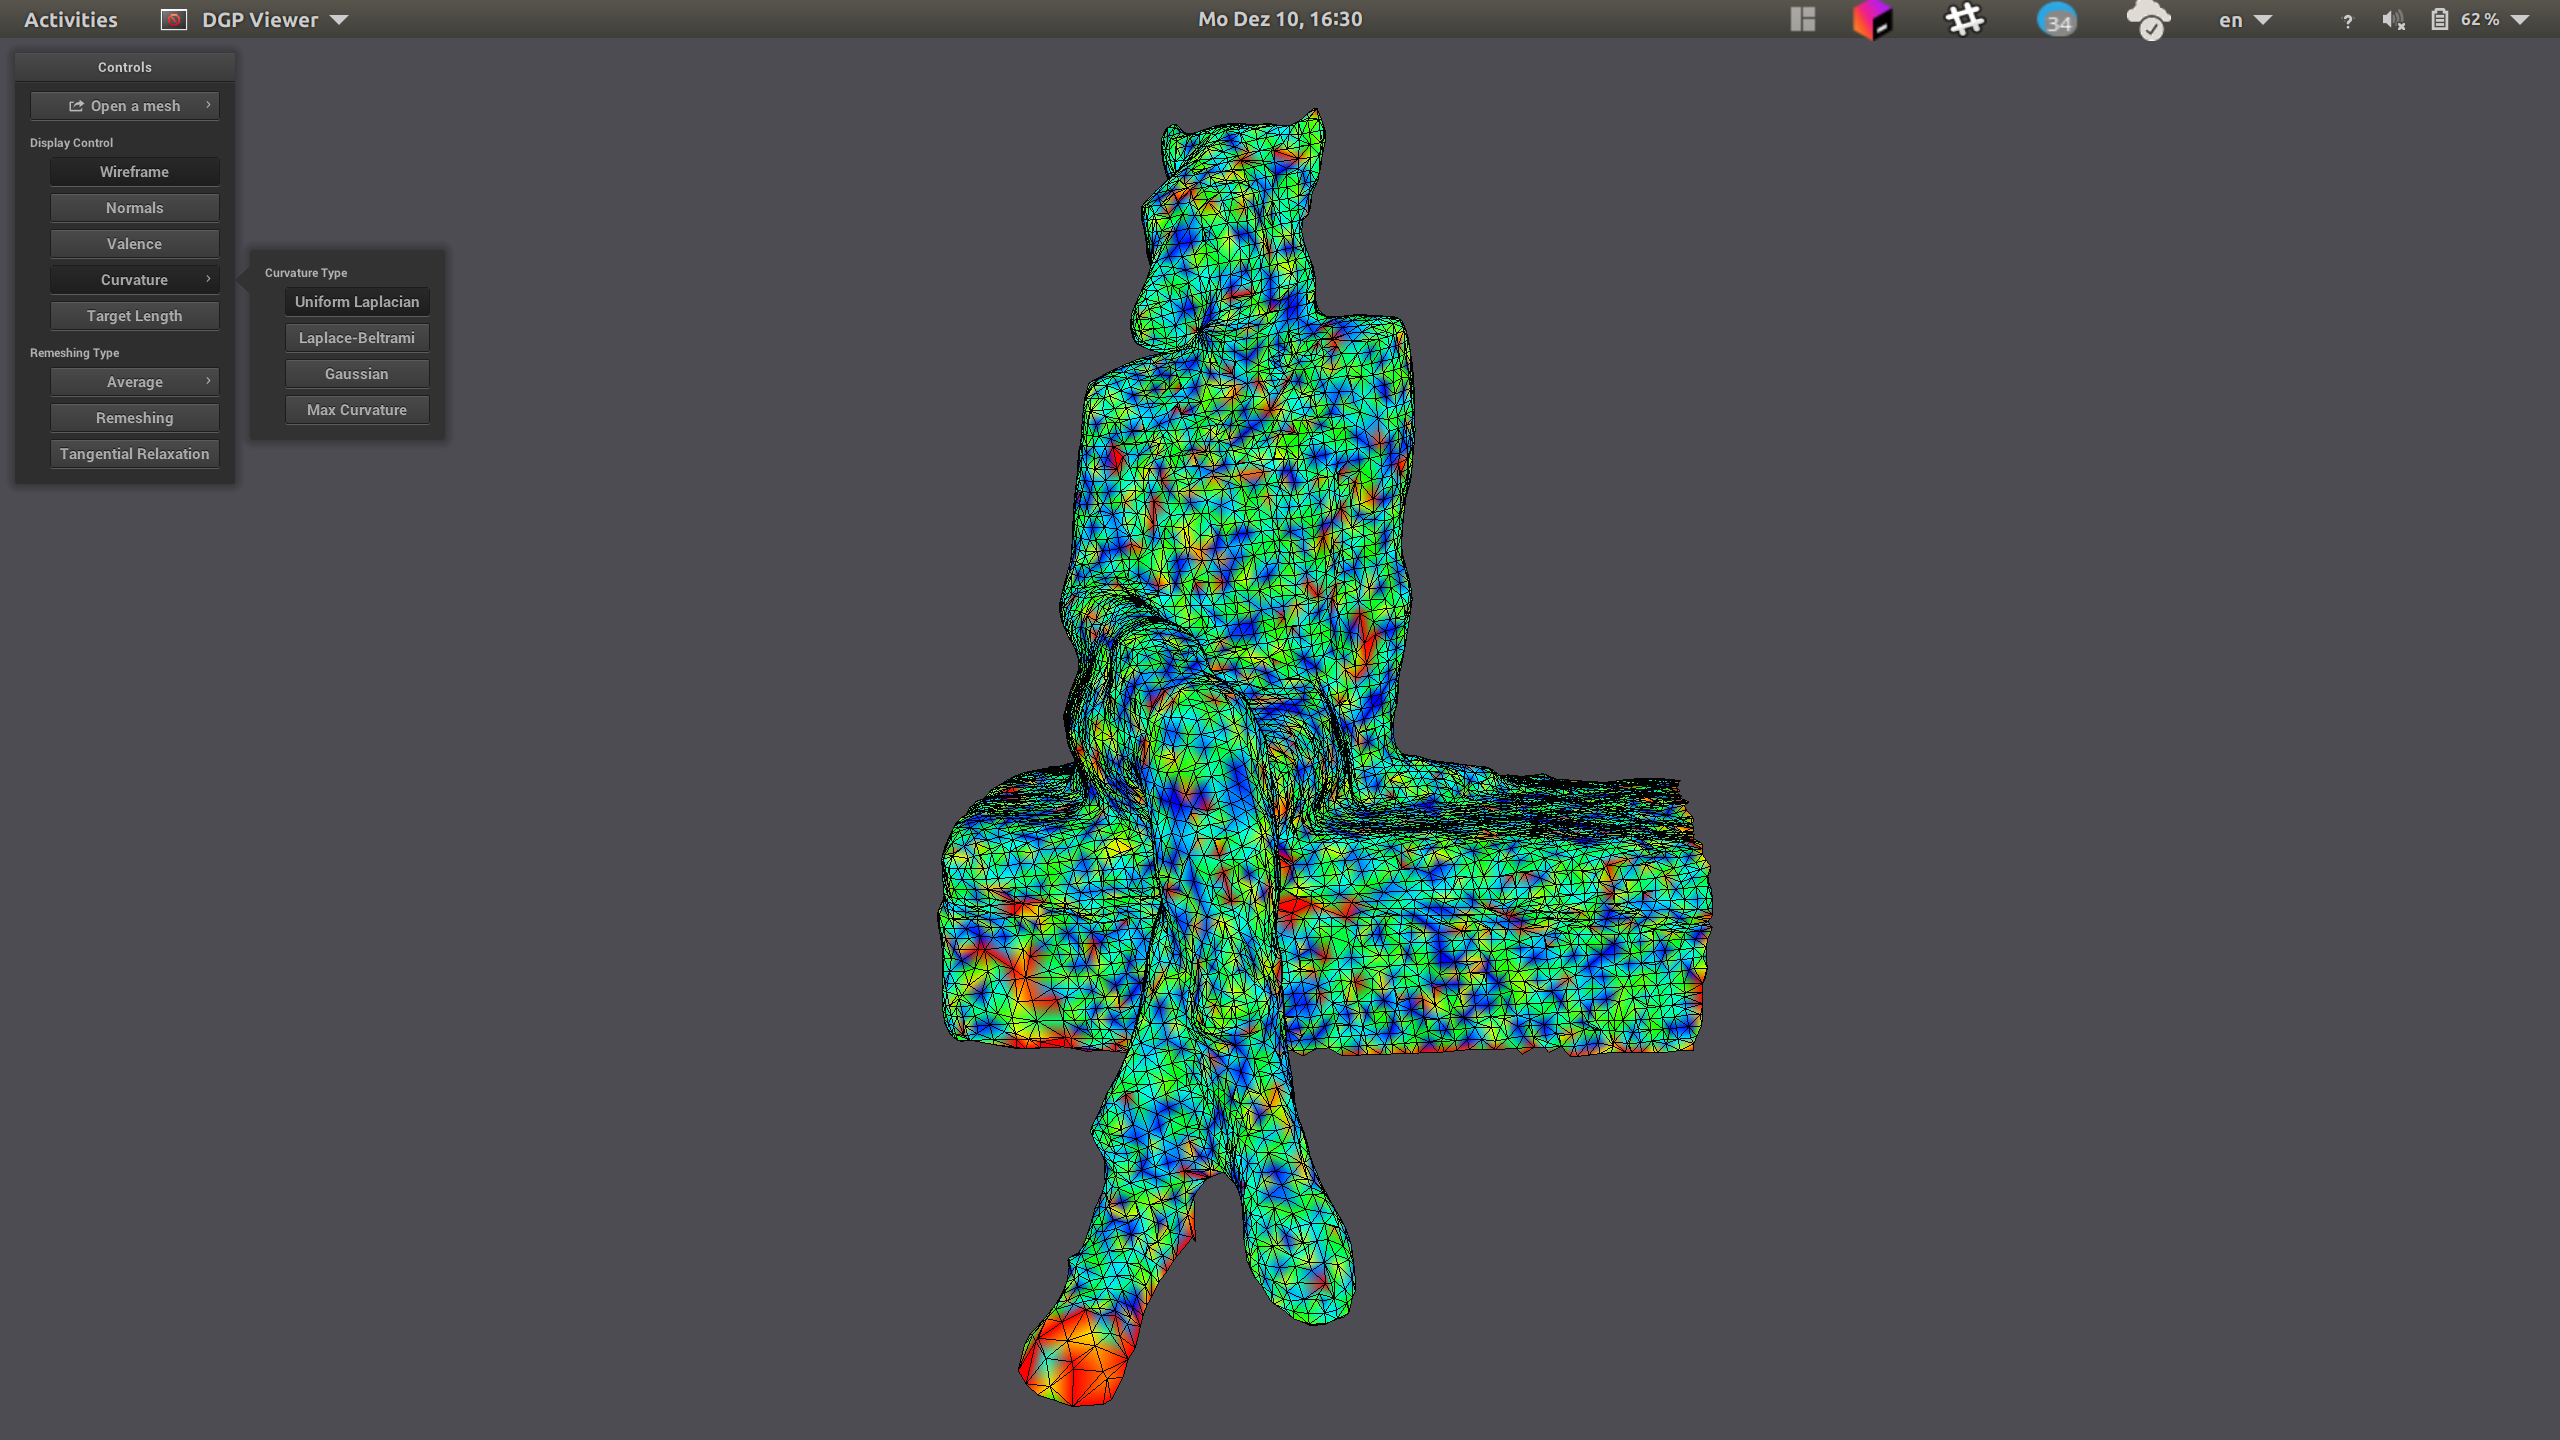 Activities
DGP Viewer
Mo Dez 10, 16:30
34
en
?
62 %
Controls
Open a mesh
Display Control
Wireframe
Normals
Valence
Curvature
Target Length
Remeshing Type
Average
Remeshing
Tangential Relaxation
Curvature Type
Uniform Laplacian
Laplace-Beltrami
Gaussian
Max Curvature